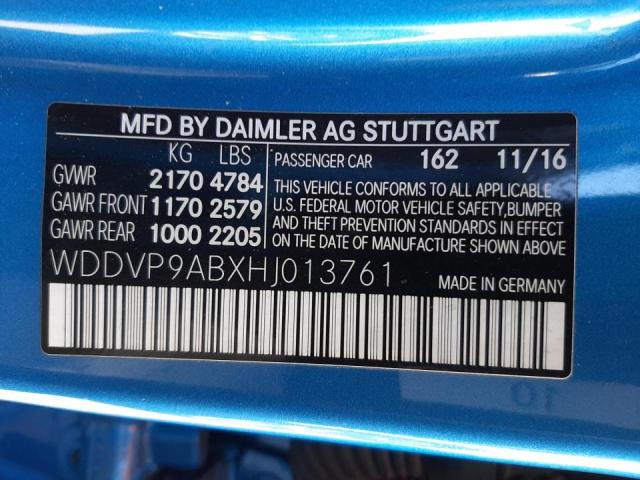 MFD BY DAIMLER AG STUTTGART
KG LBS
GVWR 2170 4784
GAWR FRONT 1170 2579
GAWR REAR 1000 2205
PASSENGER CAR 162 11/16
THIS VEHICLE CONFORMS TO ALL APPLICABLE
U.S. FEDERAL MOTOR VEHICLE SAFETY, BUMPER
AND THEFT PREVENTION STANDARDS IN EFFECT
ON THE DATE OF MANUFACTURE SHOWN ABOVE.
WDDVP9ABXHJ013761
MADE IN GERMANY